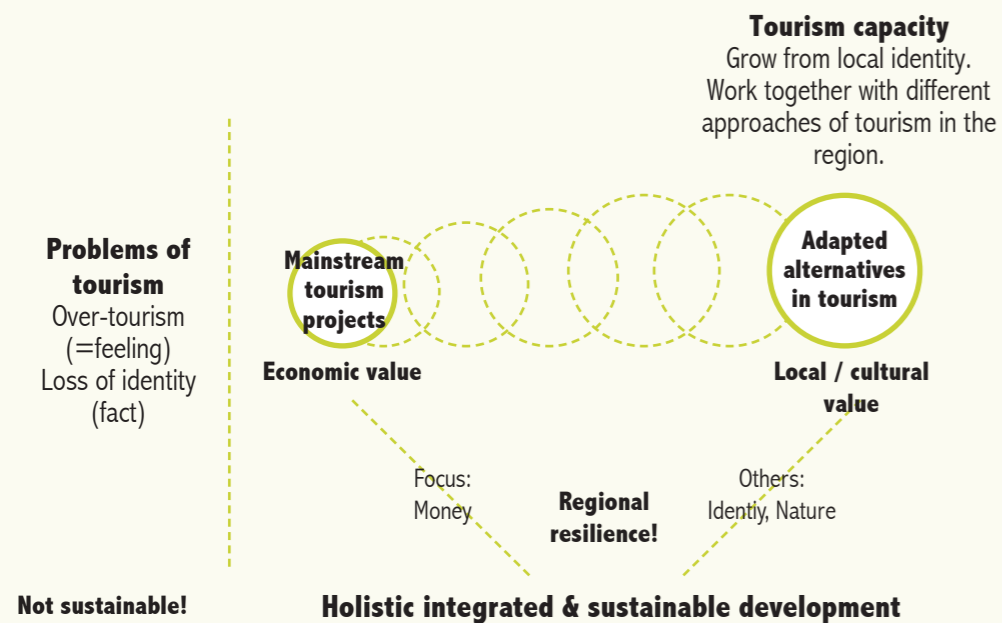 Tourism capacity
Grow from local identity.
Work together with different
approaches of tourism in the
region.
Problems of
tourism
Over-tourism
(=feeling)
Loss of identity
(fact)
Mainstream
tourism
projects
Economic value
Adapted
alternatives
in tourism
Local / cultural
value
Focus:
Money
Regional
resilience!
Others:
Identiy, Nature
Not sustainable!
Holistic integrated & sustainable development